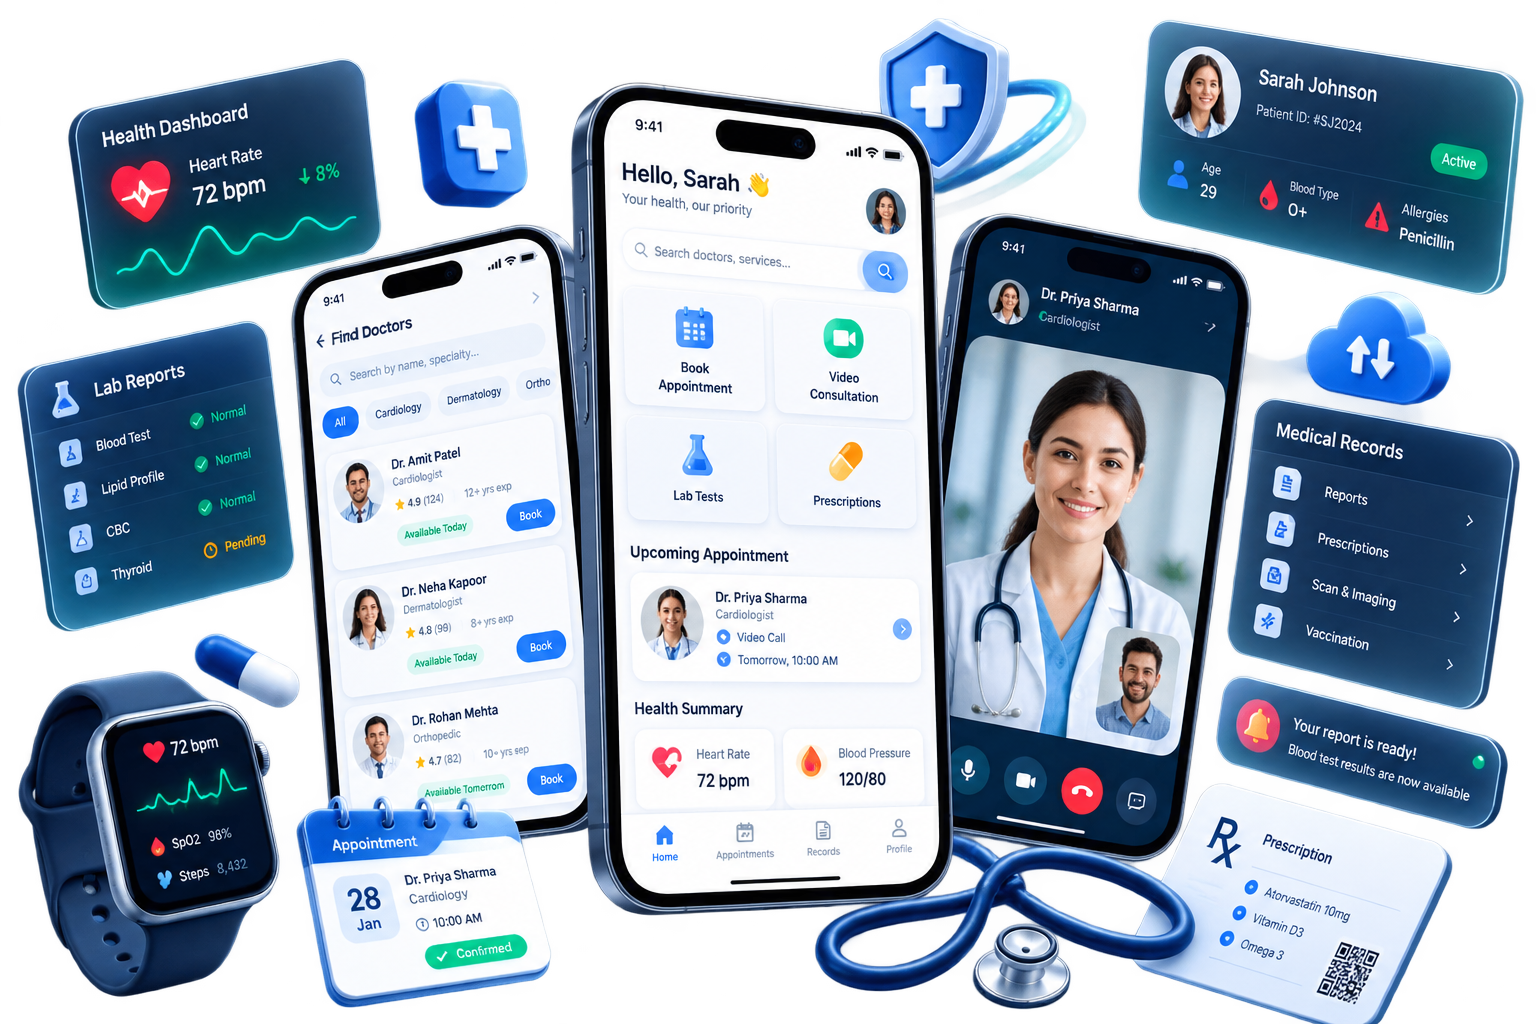 Health Dashboard
Heart Rate
72 bpm
↓ 8%
Lab Reports
Blood Test
Normal
Lipid Profile
Normal
CBC
Normal
Thyroid
Pending
72 bpm
SpO2 98%
Steps 8,432
9:41
Find Doctors
Search by name, specialty...
All
Cardiology
Dermatology
Ortho
Dr. Amit Patel
Cardiologist
4.9 (124)
12+ yrs exp
Available Today
Book
Dr. Neha Kapoor
Dermatologist
4.8 (98)
8+ yrs exp
Available Today
Book
Dr. Rohan Mehta
Orthopedic
4.7 (82)
10+ yrs
Available Tomorrom
Book
Appointment
28
Jan
Dr. Priya Sharma
Cardiology
10:00 AM
Confirmed
9:41
Hello, Sarah 👋
Your health, our priority
Search doctors, services...
Book
Appointment
Video
Consultation
Lab Tests
Prescriptions
Upcoming Appointment
Dr. Priya Sharma
Cardiologist
Video Call
Tomorrow, 10:00 AM
Health Summary
Heart Rate
72 bpm
Blood Pressure
120/80
Home
Appointments
Records
Profile
9:41
Dr. Priya Sharma
Cardiologist
Sarah Johnson
Patient ID: #SJ2024
Active
Age
29
Blood Type
O+
Allergies
Penicillin
Medical Records
Reports
Prescriptions
Scan & Imaging
Vaccination
Your report is ready!
Blood test results are now available
Rx
Prescription
Atorvastatin 10mg
Vitamin D3
Omega 3